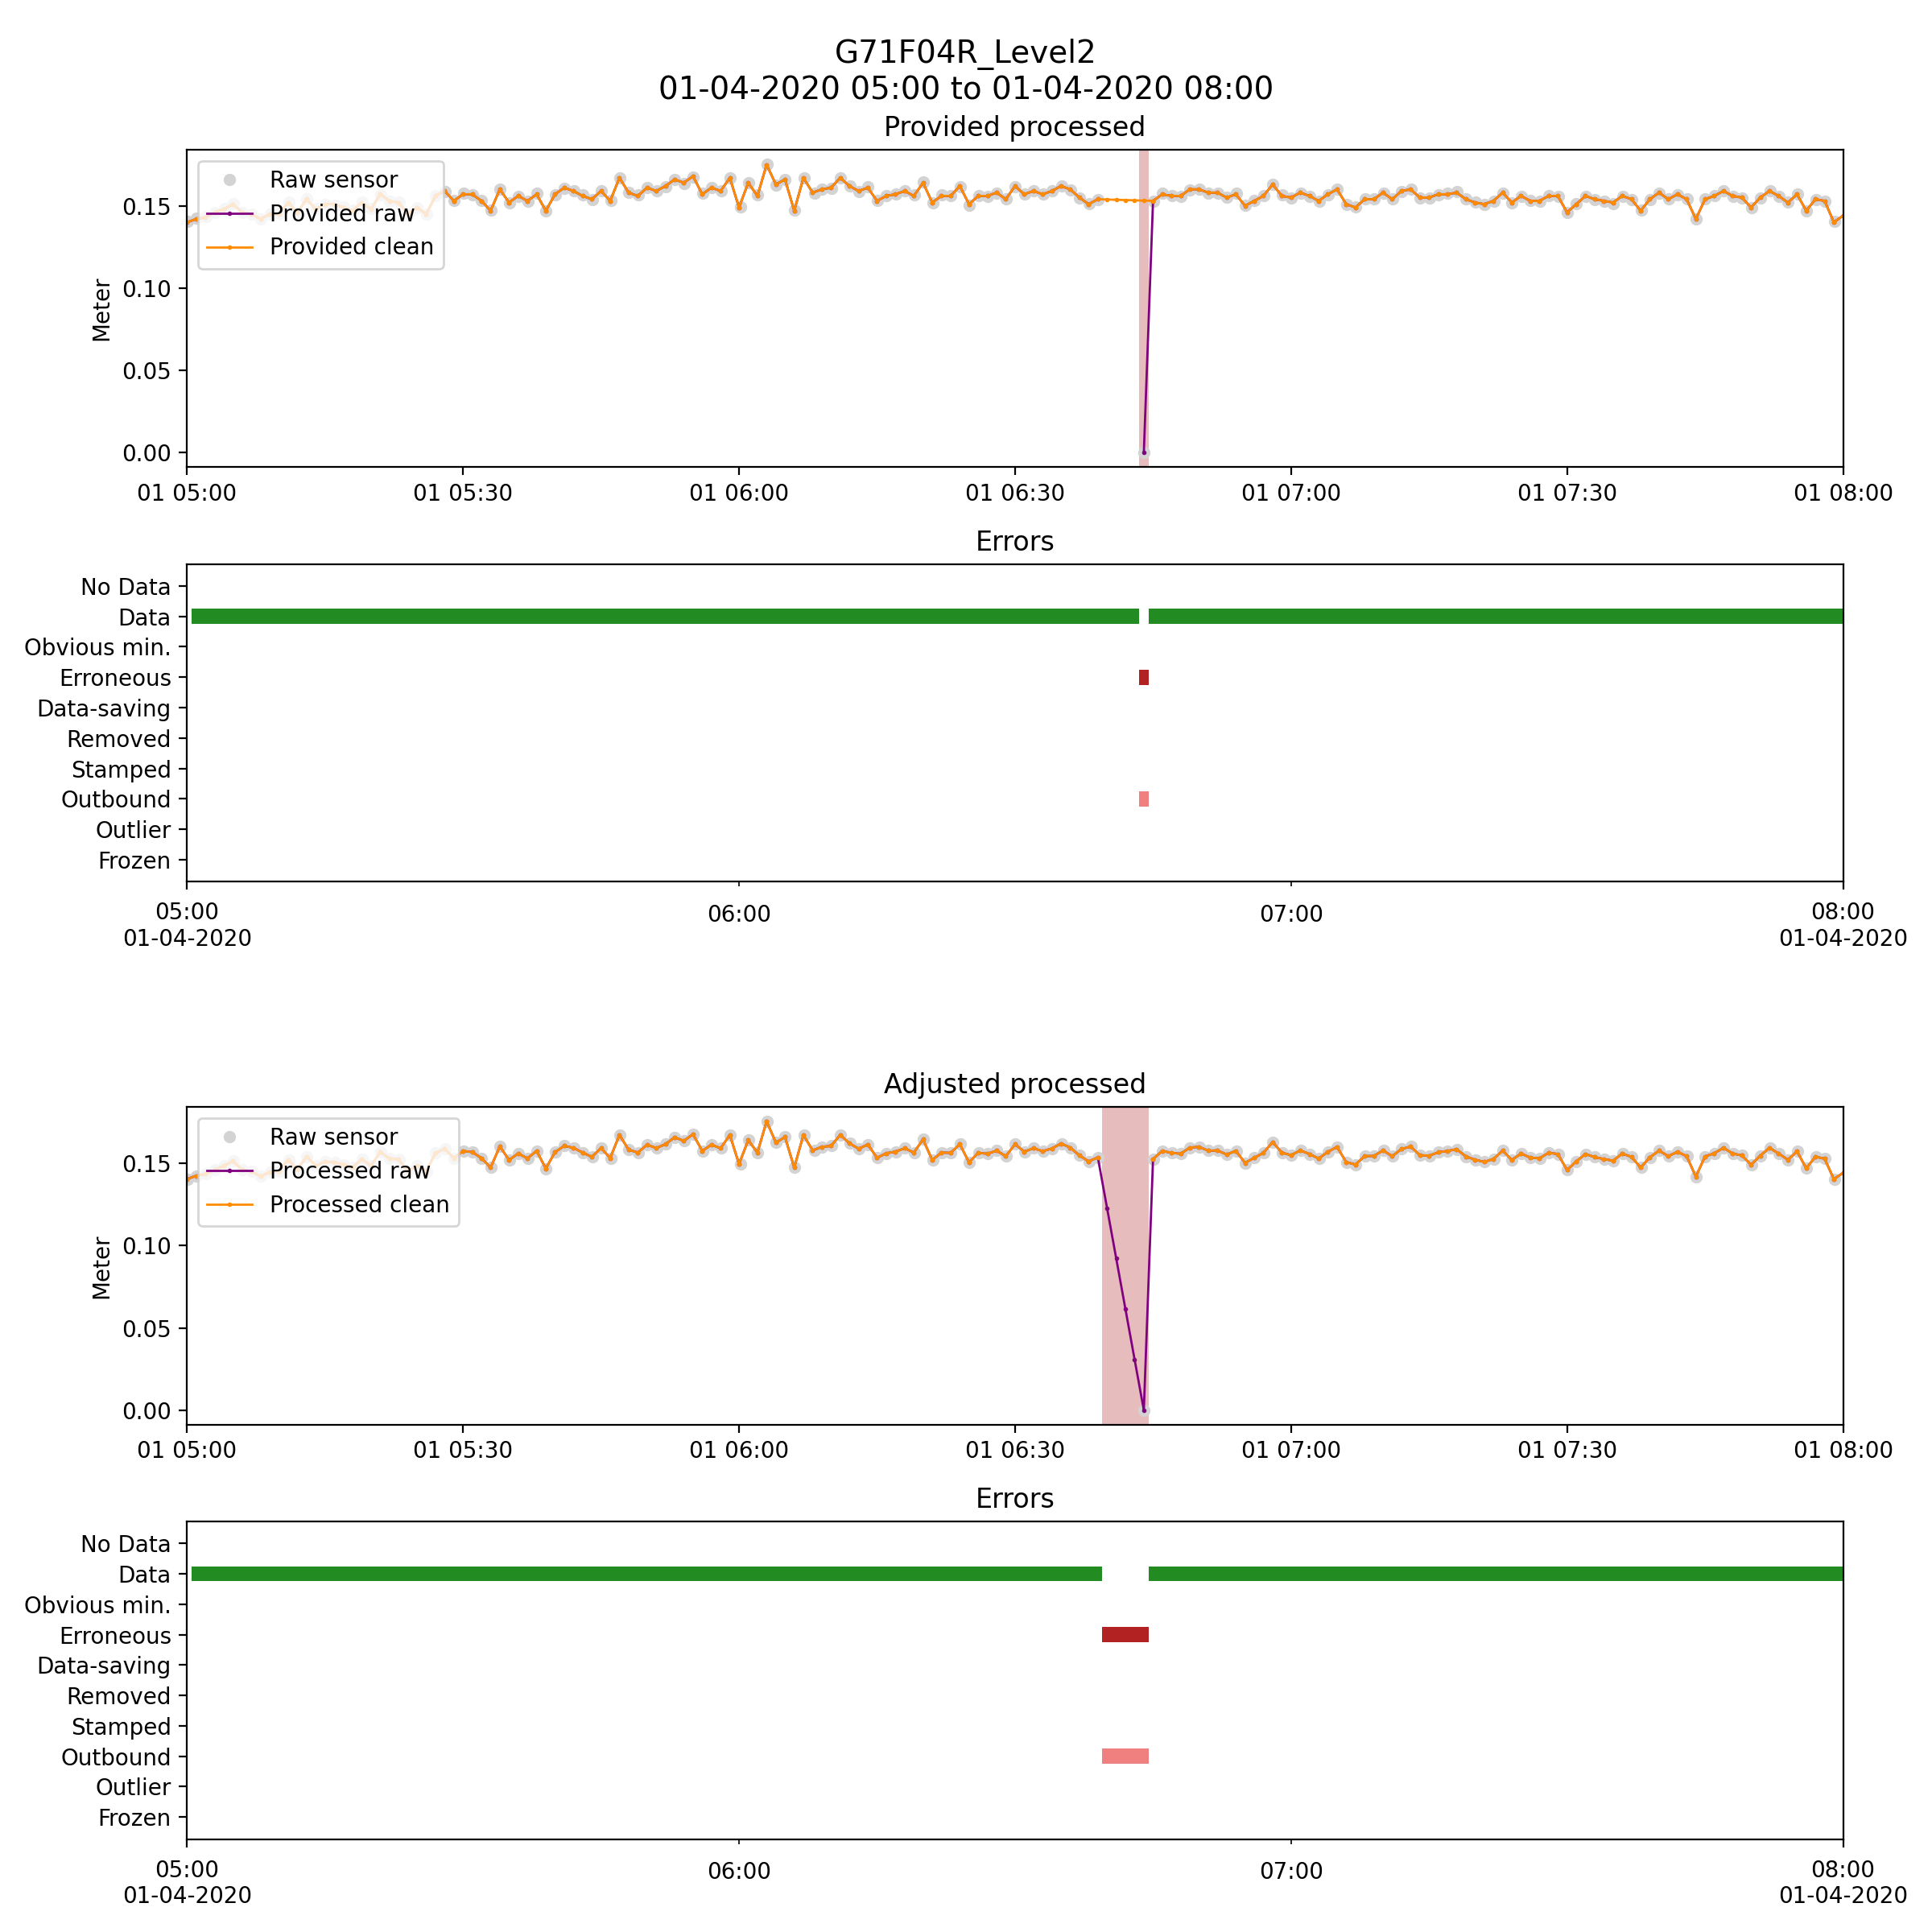 G71F04R_Level2
01-04-2020 05:00 to 01-04-2020 08:00
Provided processed
Raw sensor
Provided raw
Provided clean
Meter
0.15
0.10
0.05
0.00
01 05:00
01 05:30
01 06:00
01 06:30
01 07:00
01 07:30
01 08:00
Errors
No Data
Data
Obvious min.
Erroneous
Data-saving
Removed
Stamped
Outbound
Outlier
Frozen
05:00
01-04-2020
06:00
07:00
08:00
01-04-2020
Adjusted processed
Raw sensor
Processed raw
Processed clean
Meter
0.15
0.10
0.05
0.00
01 05:00
01 05:30
01 06:00
01 06:30
01 07:00
01 07:30
01 08:00
Errors
No Data
Data
Obvious min.
Erroneous
Data-saving
Removed
Stamped
Outbound
Outlier
Frozen
05:00
01-04-2020
06:00
07:00
08:00
01-04-2020